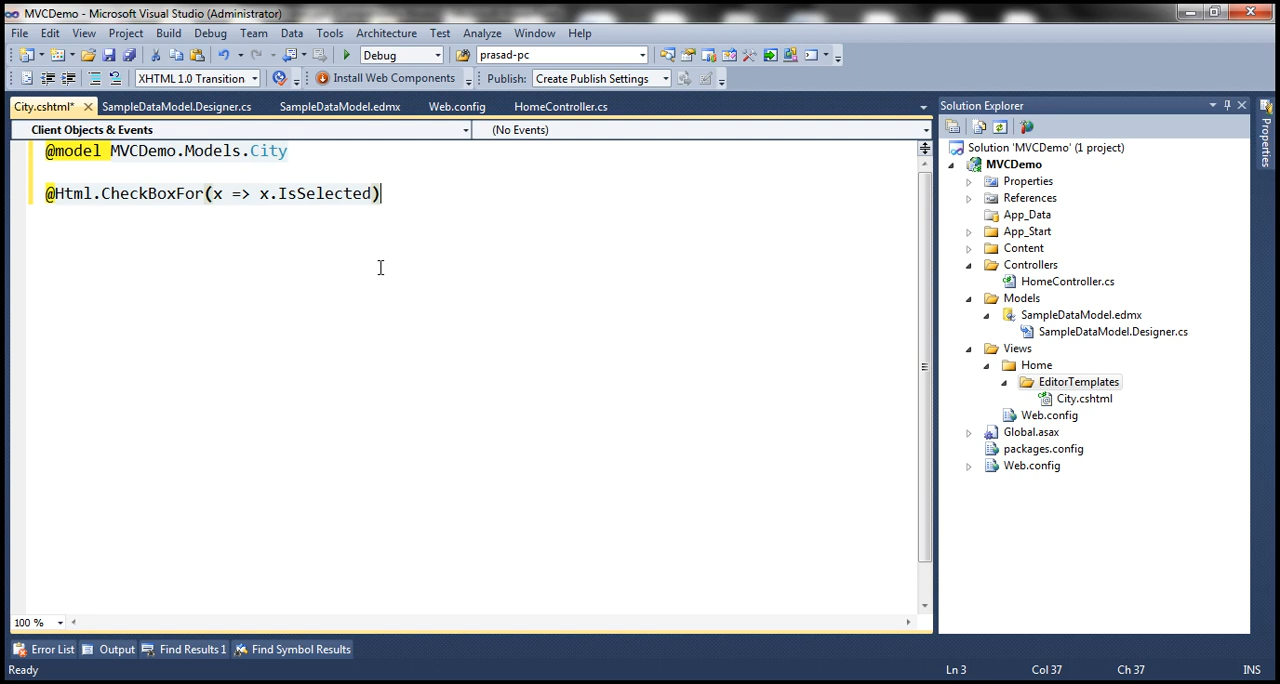 MVCDemo - Microsoft Visual Studio (Administrator)
File Edit View Project Build Debug Team Data Tools Architecture Test Analyze Window Help
Debug prasad-pc
XHTML 1.0 Transition Install Web Components Publish: Create Publish Settings
City.cshtml* SampleDataModel.Designer.cs SampleDataModel.edmx Web.config HomeController.cs
Client Objects & Events (No Events)
@model MVCDemo.Models.City
@Html.CheckBoxFor(x => x.IsSelected)
100 %
Solution Explorer
Solution 'MVCDemo' (1 project)
MVCDemo
Properties
References
App_Data
App_Start
Content
Controllers
HomeController.cs
Models
SampleDataModel.edmx
SampleDataModel.Designer.cs
Views
Home
EditorTemplates
City.cshtml
Web.config
Global.asax
packages.config
Web.config
Properties
Error List Output Find Results 1 Find Symbol Results
Ready Ln 3 Col 37 Ch 37 INS